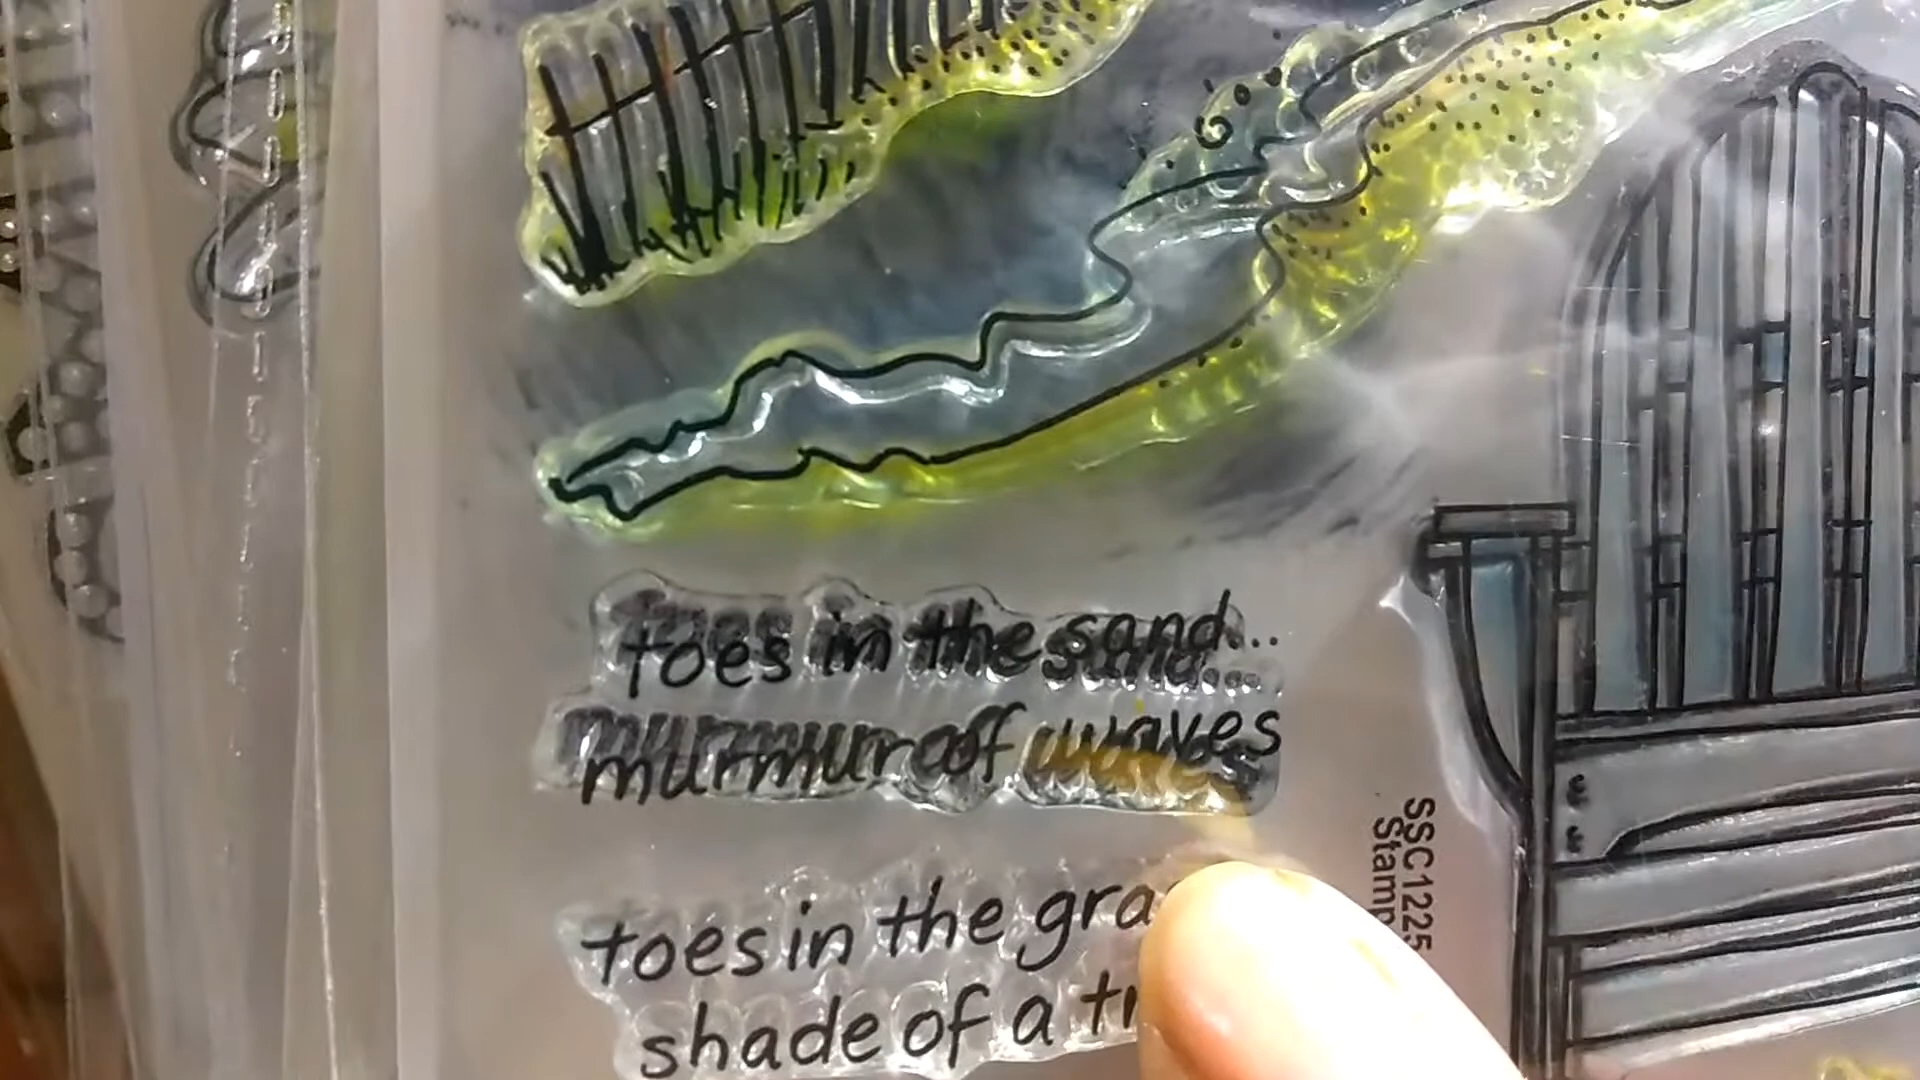 toes in the sand...
murmur of waves
toes in the gra
shade of a tr
SSC1225
Stamp